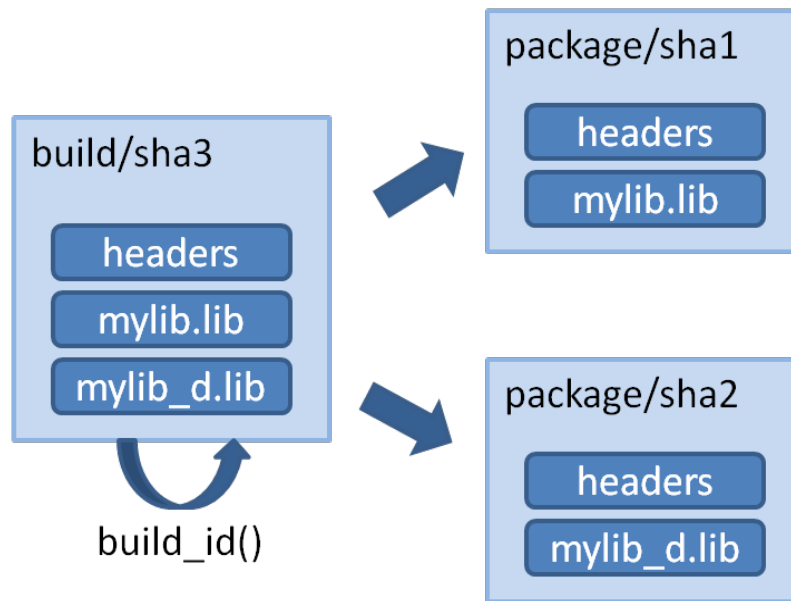 build/sha3
headers
mylib.lib
mylib_d.lib
build_id()
package/sha1
headers
mylib.lib
package/sha2
headers
mylib_d.lib